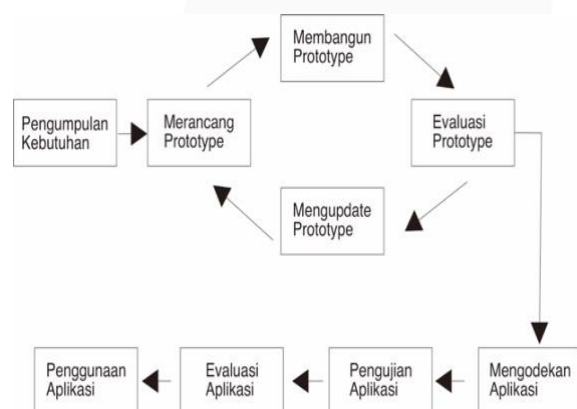 Membangun
Prototype
Pengumpulan
Kebutuhan
Merancang
Prototype
Evaluasi
Prototype
Mengupdate
Prototype
Penggunaan
Aplikasi
Evaluasi
Aplikasi
Pengujian
Aplikasi
Mengodekan
Aplikasi